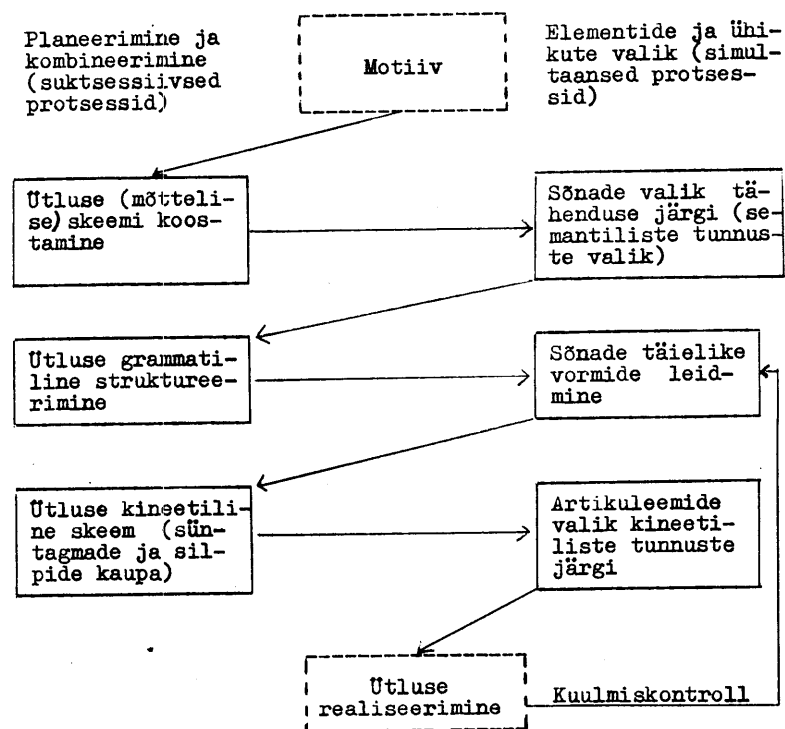 Planeerimine ja
kombineerimine
(suktsessiivsed
protsessid)
Motiiv
Elementide ja ühi-
kute valik (simul-
taansed protses-
sid)
Ütluse (mõtteli-
se) skeemi koos-
tamine
Sõnade valik tä-
henduse järgi (se-
mantiliste tunnus-
te valik)
Ütluse grammati-
line strukturee-
rimine
Sõnade täielike
vormide leid-
mine
Ütluse kineetili-
ne skeem (sün-
tagmade ja sil-
pide kaupa)
Artikuleemide
valik kineeti-
liste tunnuste
järgi
Ütluse
realiseerimine
Kuulmiskontroll